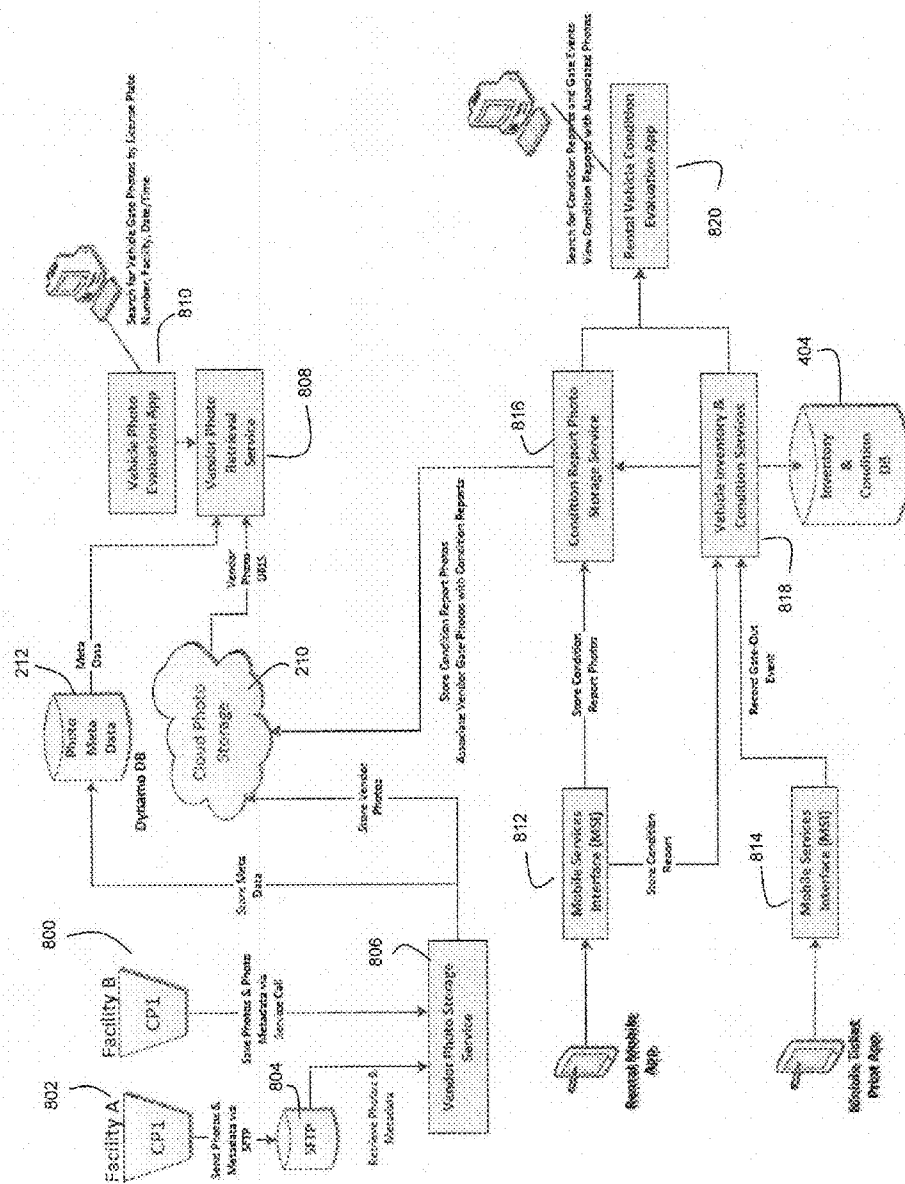 802
Facility A
CP1
Send Photos &
Metadata via
SFTP
804
SFTP
Retrieve Photos &
Metadata
800
Facility B
CP1
Save Photos & Photo
Metadata via
Service Call
806
Vendor Photo Storage
Service
Store Meta
Data
Store Vendor
Photos
212
Photo
Meta
Data
Dynamo DB
Meta
Data
Cloud Photo
Storage
210
Vendor
Photo
URLS
Vehicle Photo
Evaluation App
810
Vendor Photo
Retrieval
Service
808
Search for Vehicle Gate Photos by License Plate
Number, Facility, Date/Time
Store Condition Report Photos
Associate Vendor Gate Photos with Condition Reports
Rental Mobile
App
812
Mobile Services
Interface (MSI)
Store Condition
Report Photos
Store Condition
Report
Mobile Ticket
Print App
814
Mobile Services
Interface (MSI)
Record Gate-Out
Event
816
Condition Report Photo
Storage Service
Vehicle Inventory &
Condition Services
818
404
Inventory
&
Condition
DB
Search for Condition Reports and Gate Events
View Condition Reports with Associated Photos
Rental Vehicle Condition
Evaluation App
820